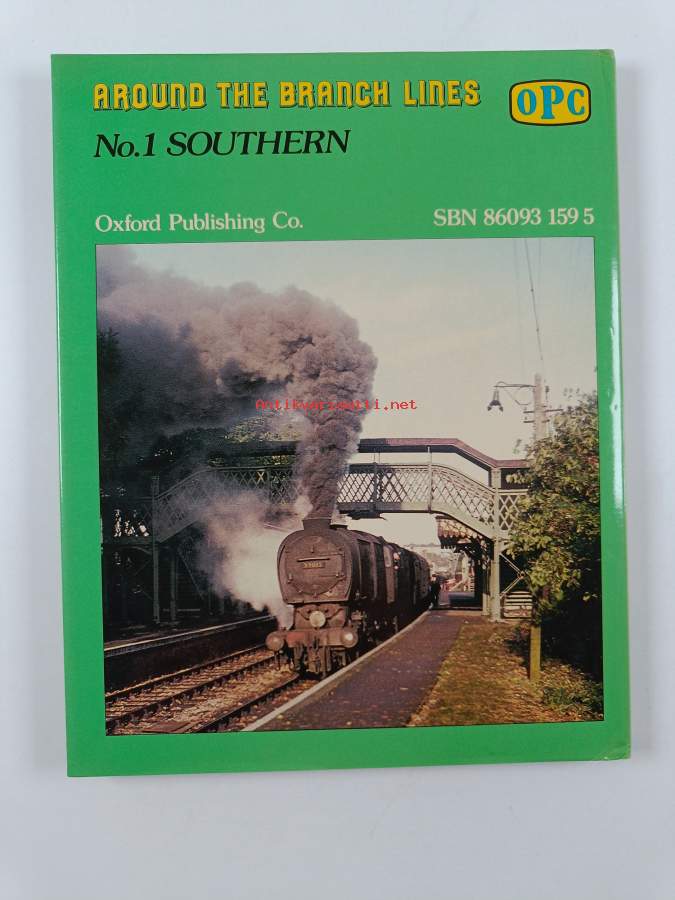 AROUND THE BRANCH LINES
OPC
No.1 SOUTHERN
Oxford Publishing Co.
SBN 86093 159 5
Antikvariaatti.net